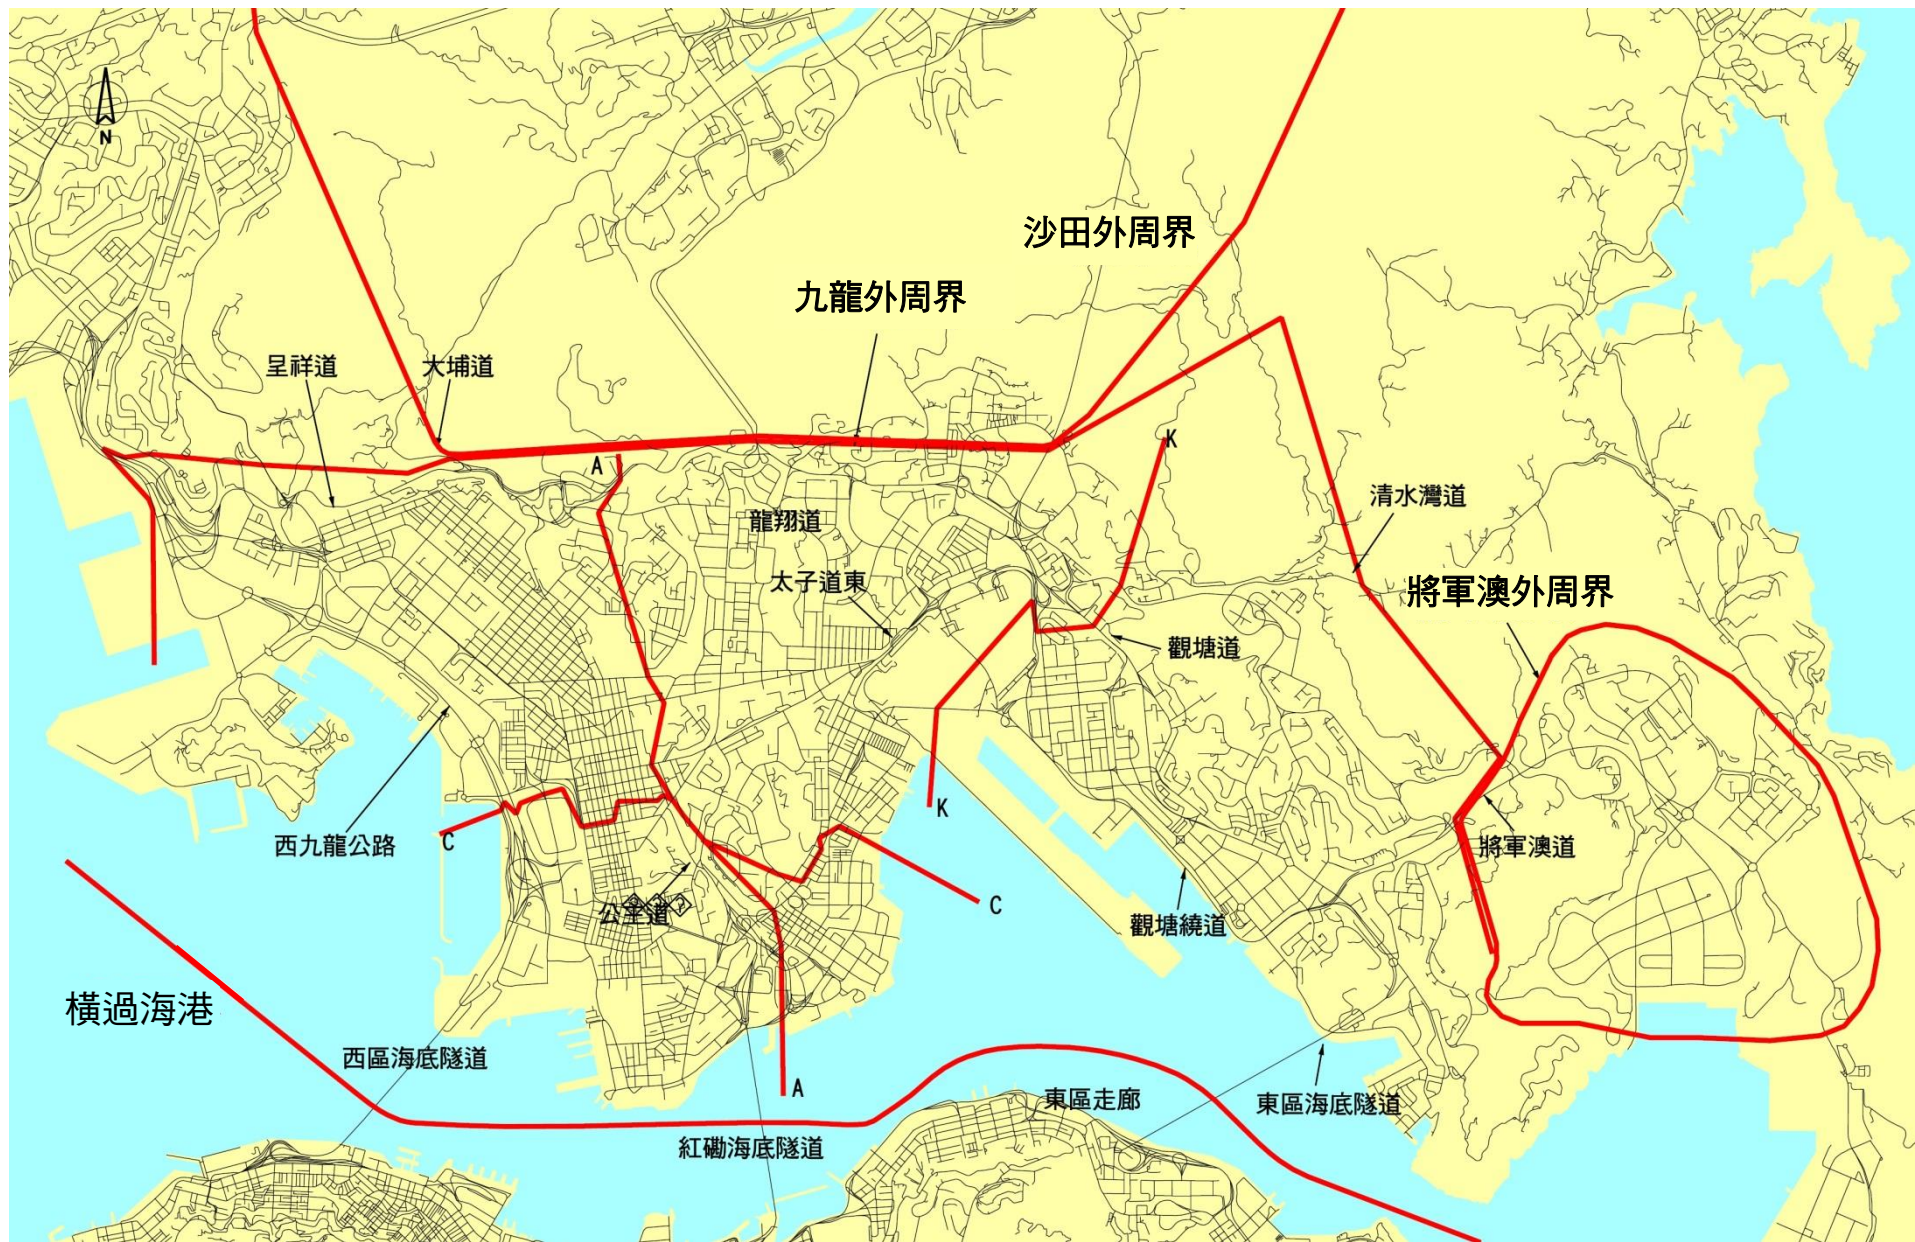 N
沙田外周界
九龍外周界
呈祥道
大埔道
K
A
清水灣道
龍翔道
太子道東
將軍澳外周界
觀塘道
K
西九龍公路
C
將軍澳道
C
公主道
觀塘繞道
橫過海港
西區海底隧道
A
東區走廊
東區海底隧道
紅磡海底隧道